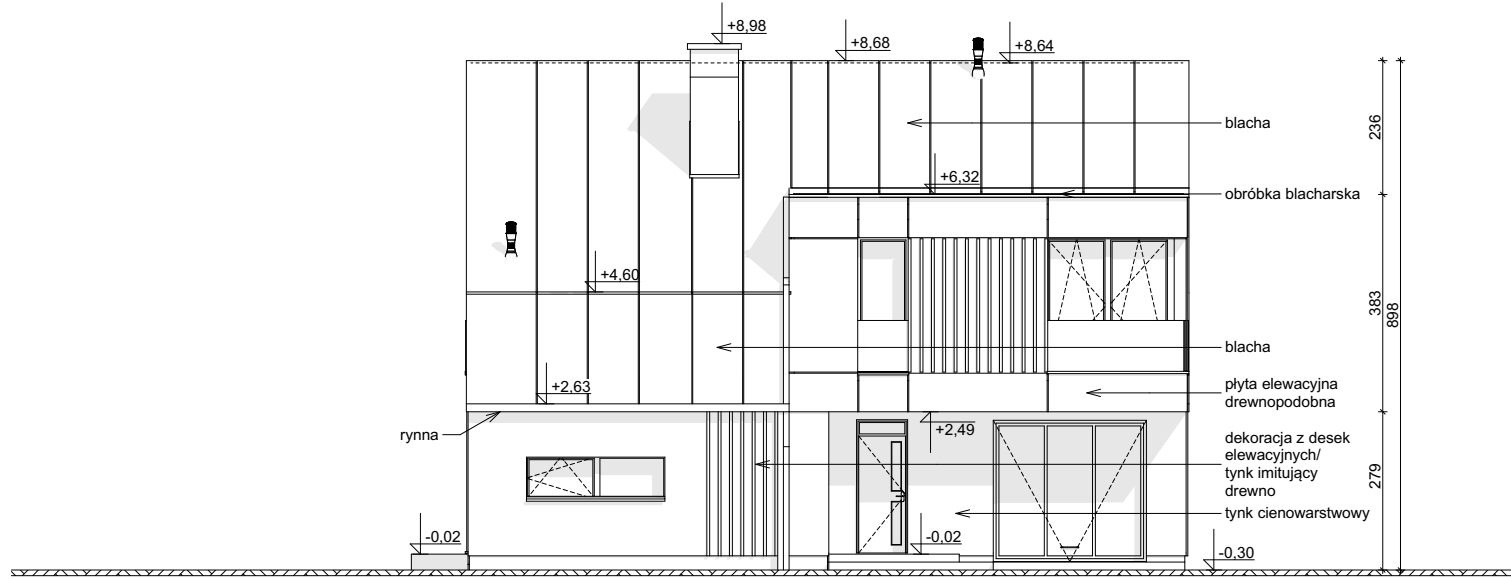 +8,98
+8,68
+8,64
blacha
236
+6,32
obróbka blacharska
+4,60
383
898
blacha
+2,63
płyta elewacyjna
drewnopodobna
rynna
+2,49
dekoracja z desek
elewacyjnych/
tynk imitujący
drewno
279
tynk cienowarstwowy
-0,02
-0,02
-0,30